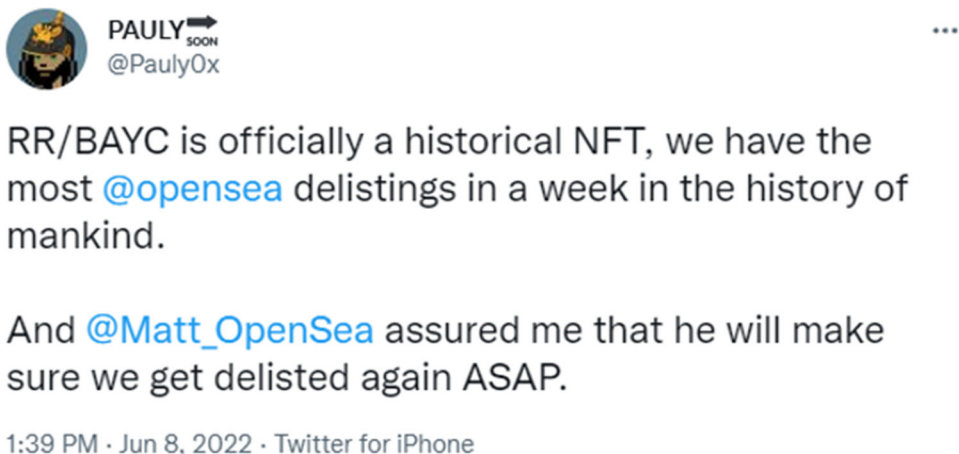 PAULY SOON
@Pauly0x
RR/BAYC is officially a historical NFT, we have the
most @opensea delistings in a week in the history of
mankind.
And @Matt_OpenSea assured me that he will make
sure we get delisted again ASAP.
1:39 PM · Jun 8, 2022 · Twitter for iPhone